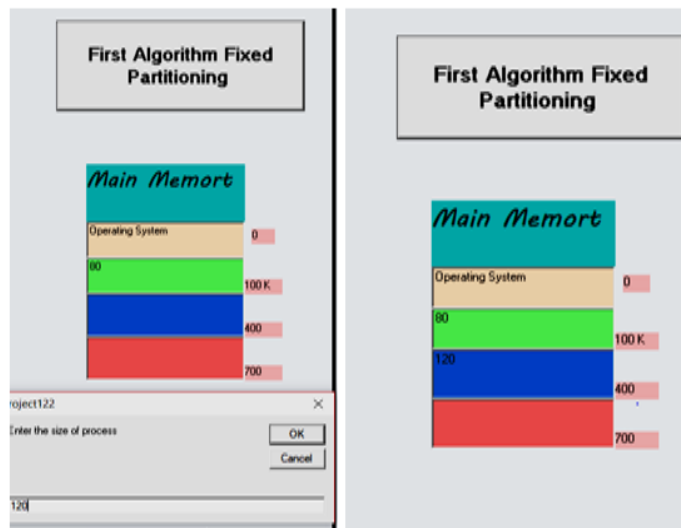 First Algorithm Fixed
Partitioning
Main Memort
Operating System
0
80
100 K
400
700
roject122
Enter the size of process
OK
Cancel
120
First Algorithm Fixed
Partitioning
Main Memort
Operating System
0
80
100 K
120
400
700